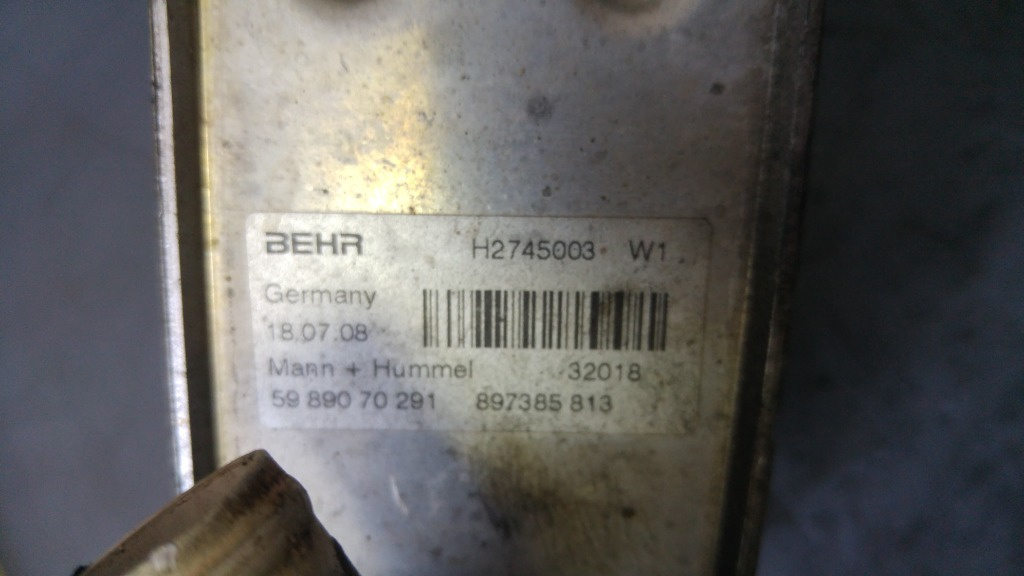 BEHR H2745003 W1
Germany
18.07.08
Mann + Hummel 32018
59 890 70 291 897385 813